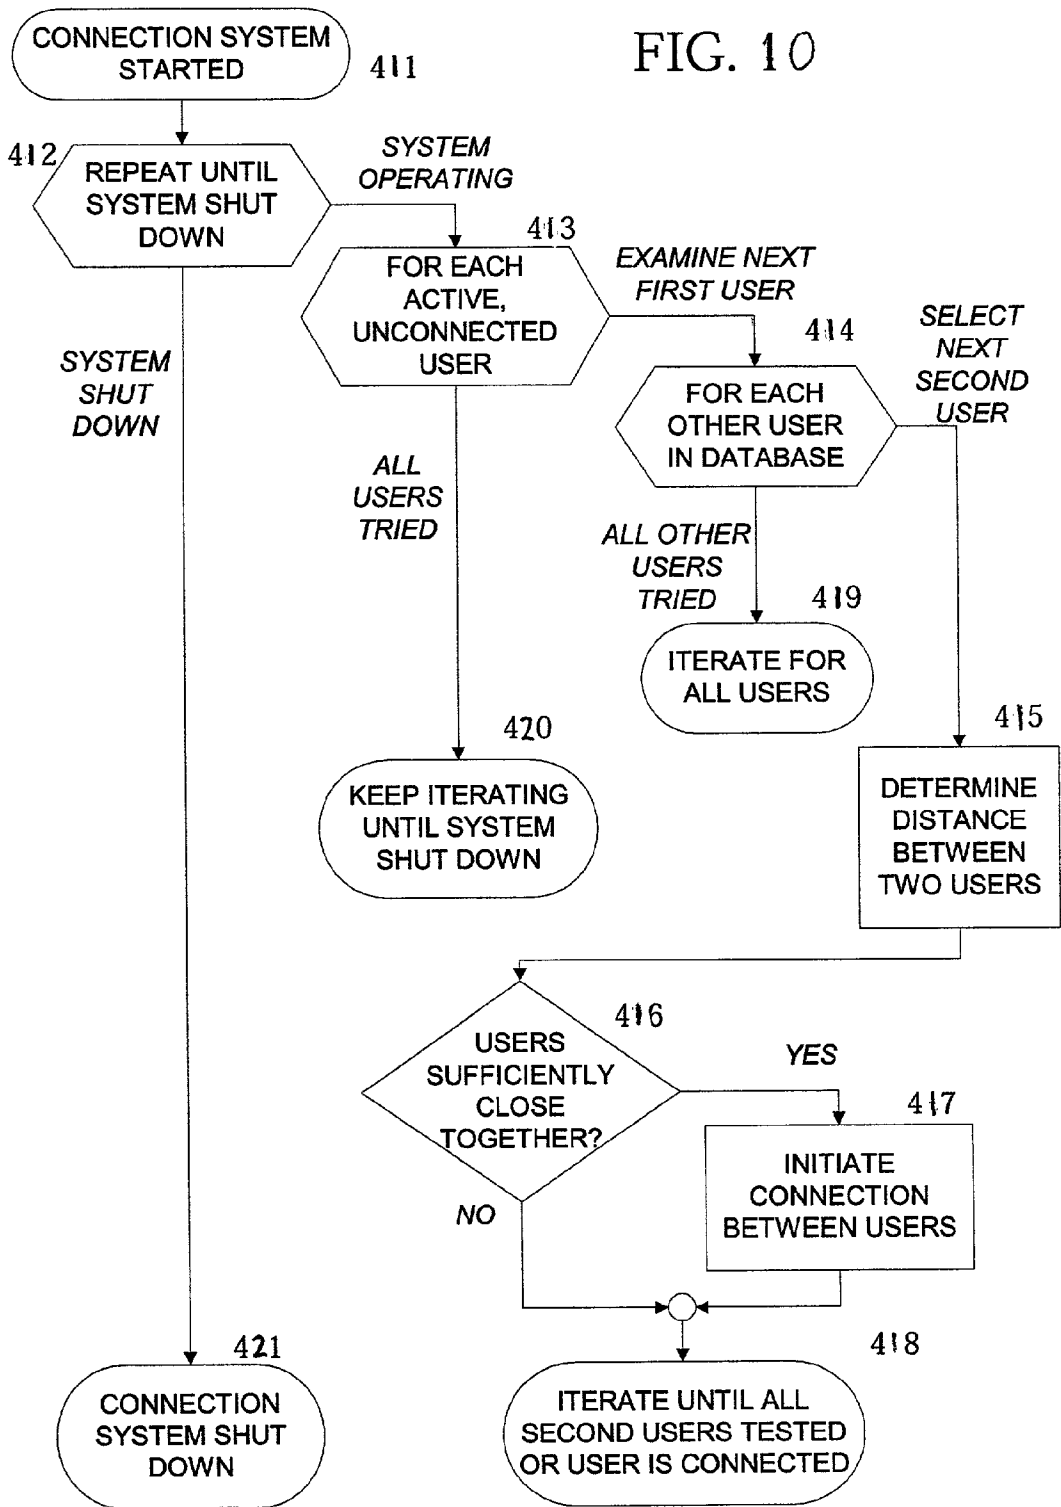 FIG. 10
CONNECTION SYSTEM
STARTED
411
412
REPEAT UNTIL
SYSTEM SHUT
DOWN
SYSTEM
OPERATING
413
FOR EACH
ACTIVE,
UNCONNECTED
USER
EXAMINE NEXT
FIRST USER
414
FOR EACH
OTHER USER
IN DATABASE
SELECT
NEXT
SECOND
USER
SYSTEM
SHUT
DOWN
ALL
USERS
TRIED
ALL OTHER
USERS
TRIED
419
ITERATE FOR
ALL USERS
420
KEEP ITERATING
UNTIL SYSTEM
SHUT DOWN
415
DETERMINE
DISTANCE
BETWEEN
TWO USERS
416
USERS
SUFFICIENTLY
CLOSE
TOGETHER?
YES
417
INITIATE
CONNECTION
BETWEEN USERS
NO
418
ITERATE UNTIL ALL
SECOND USERS TESTED
OR USER IS CONNECTED
421
CONNECTION
SYSTEM SHUT
DOWN